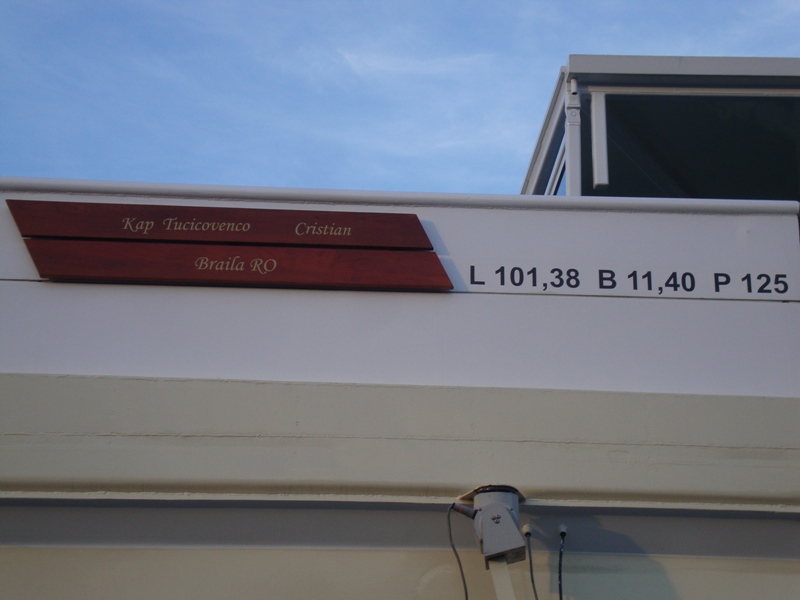 Kap Tucicovenco Cristian
Braila RO
L 101,38 B 11,40 P 125